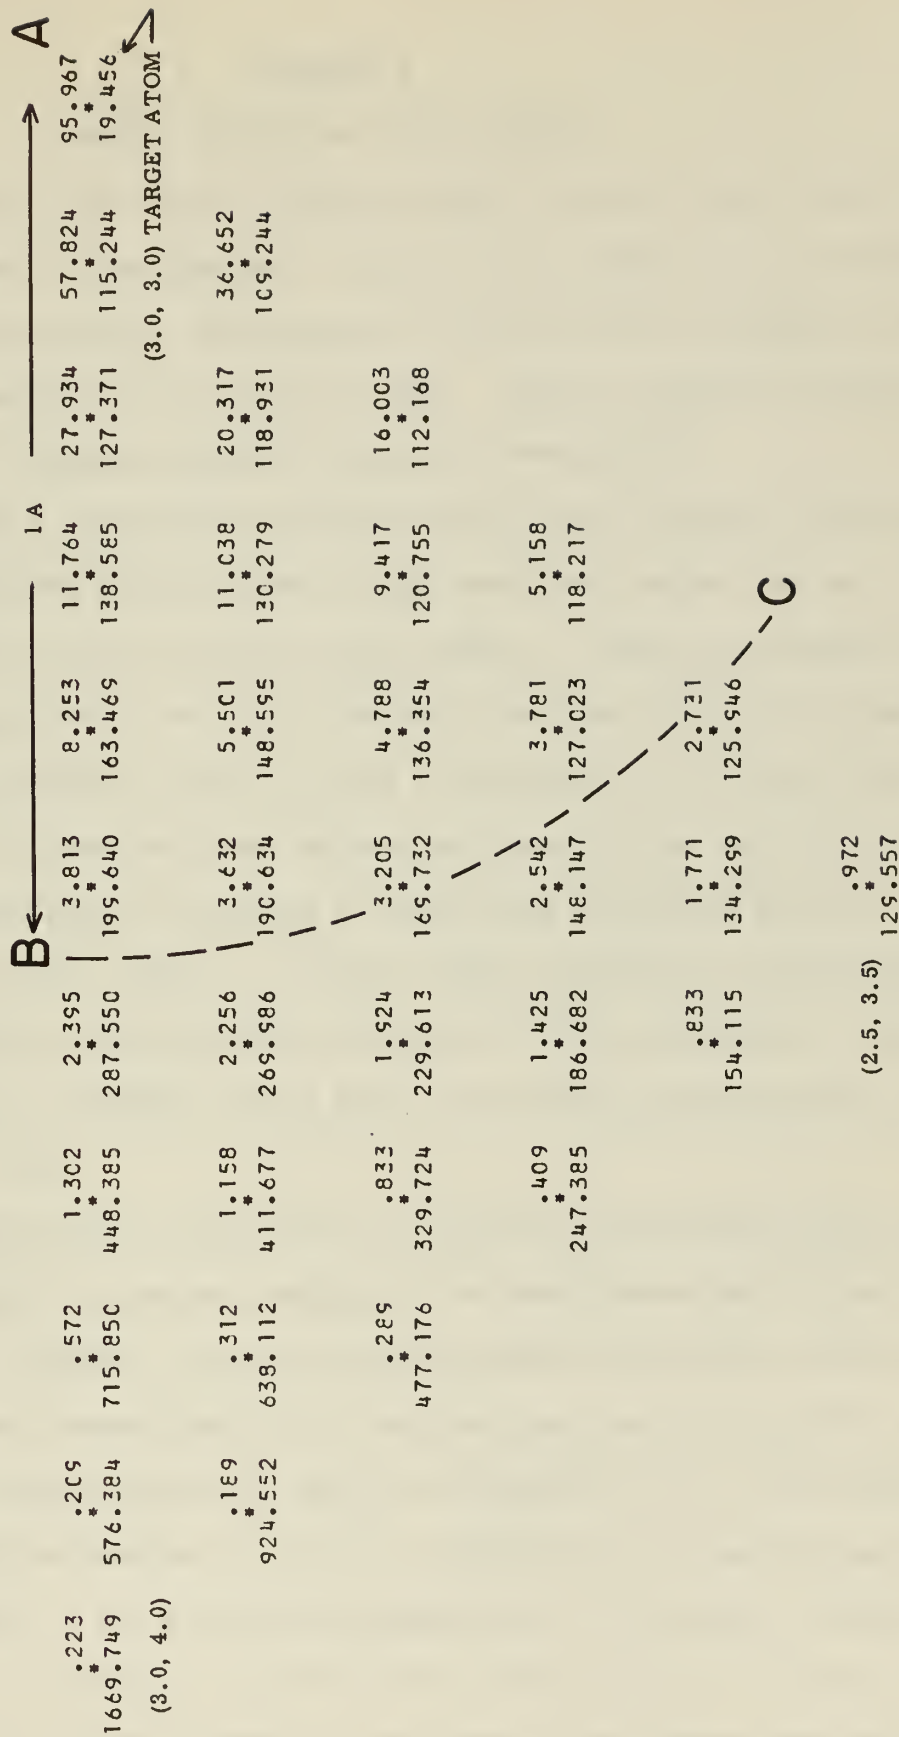 B 1A A
.223 .209 .572 1.302 2.395 3.813 8.253 11.764 27.934 57.824 95.967
* * * * * * * * * * *
1669.749 576.384 715.850 448.385 287.550 199.640 163.469 138.585 127.371 115.244 19.456
(3.0, 4.0) (3.0, 3.0) TARGET ATOM
.189 .312 1.158 2.256 3.632 5.501 11.038 20.317 36.652
* * * * * * * * *
924.552 638.112 411.677 269.986 190.634 148.595 130.279 118.931 109.244
.289 .833 1.924 3.205 4.788 9.417 16.003
* * * * * * *
477.176 329.724 229.613 169.732 136.354 120.755 112.168
.409 1.425 2.542 3.781 5.158
* * * * *
247.385 186.682 148.147 127.023 118.217
.833 1.771 2.731
* * *
154.115 134.299 125.946
C
.972
*
(2.5, 3.5) 129.557